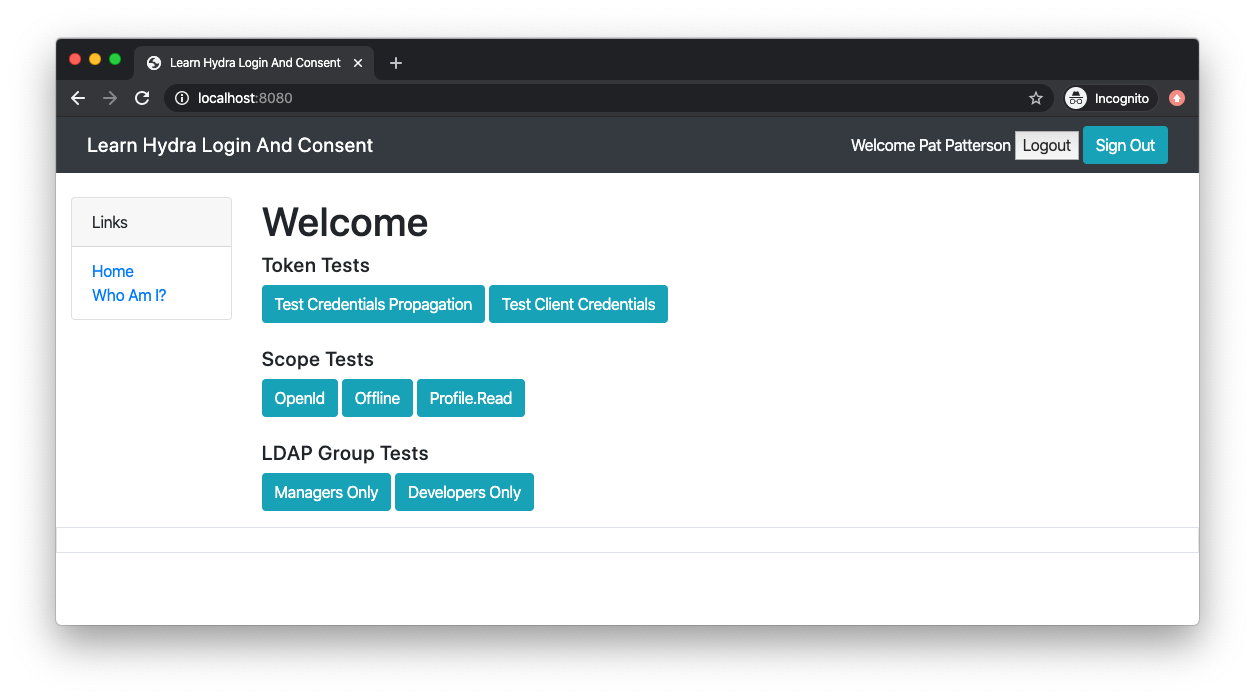 Learn Hydra Login And Consent
localhost:8080
Incognito
Learn Hydra Login And Consent
Welcome Pat Patterson Logout Sign Out
Links
Home
Who Am I?
Welcome
Token Tests
Test Credentials Propagation Test Client Credentials
Scope Tests
OpenId Offline Profile.Read
LDAP Group Tests
Managers Only Developers Only